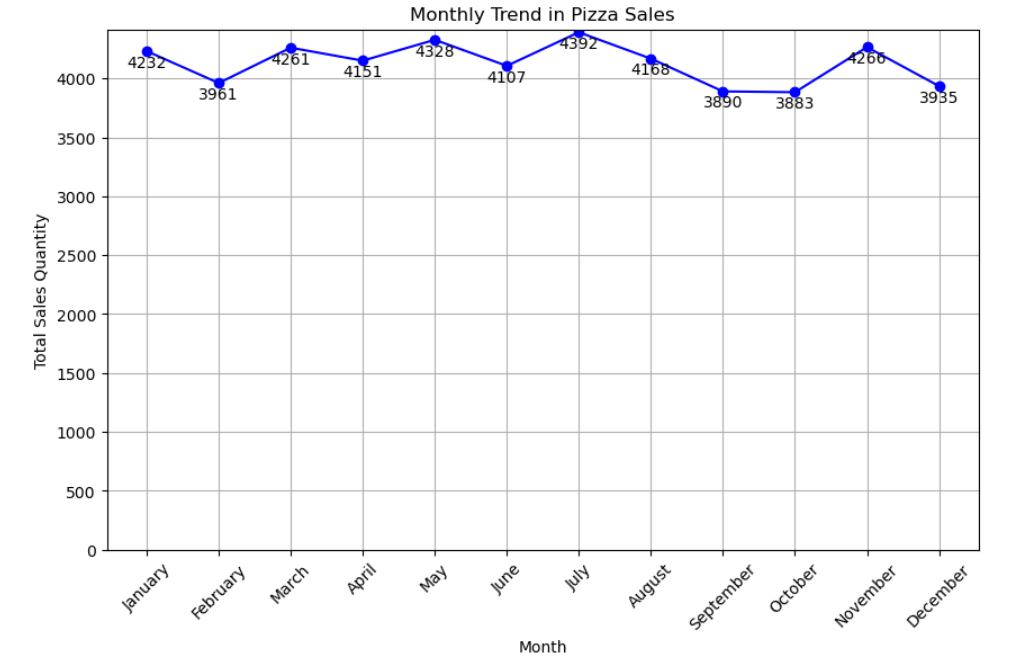 Monthly Trend in Pizza Sales
Total Sales Quantity
4000
3500
3000
2500
2000
1500
1000
500
0
4232
3961
4261
4151
4328
4107
4392
4168
3890
3883
4266
3935
January
February
March
April
May
June
July
August
September
October
November
December
Month